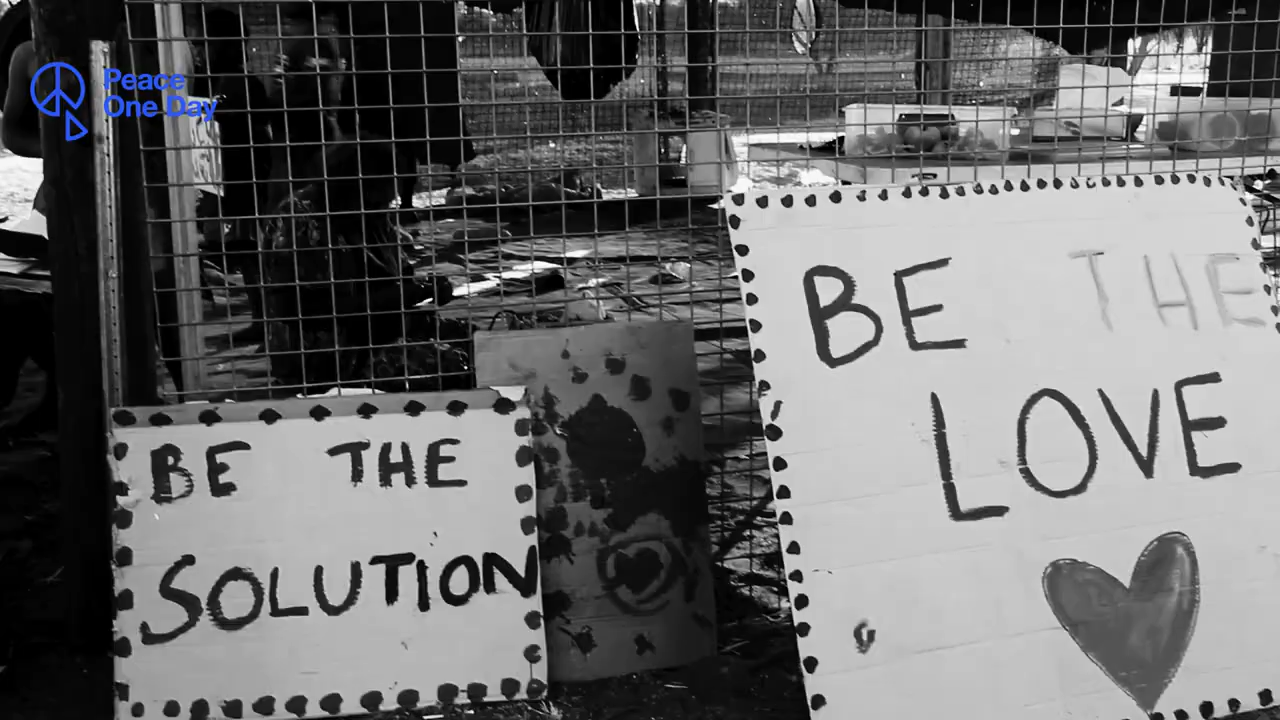 Peace
One Day
BE THE
SOLUTION
BE THE
LOVE